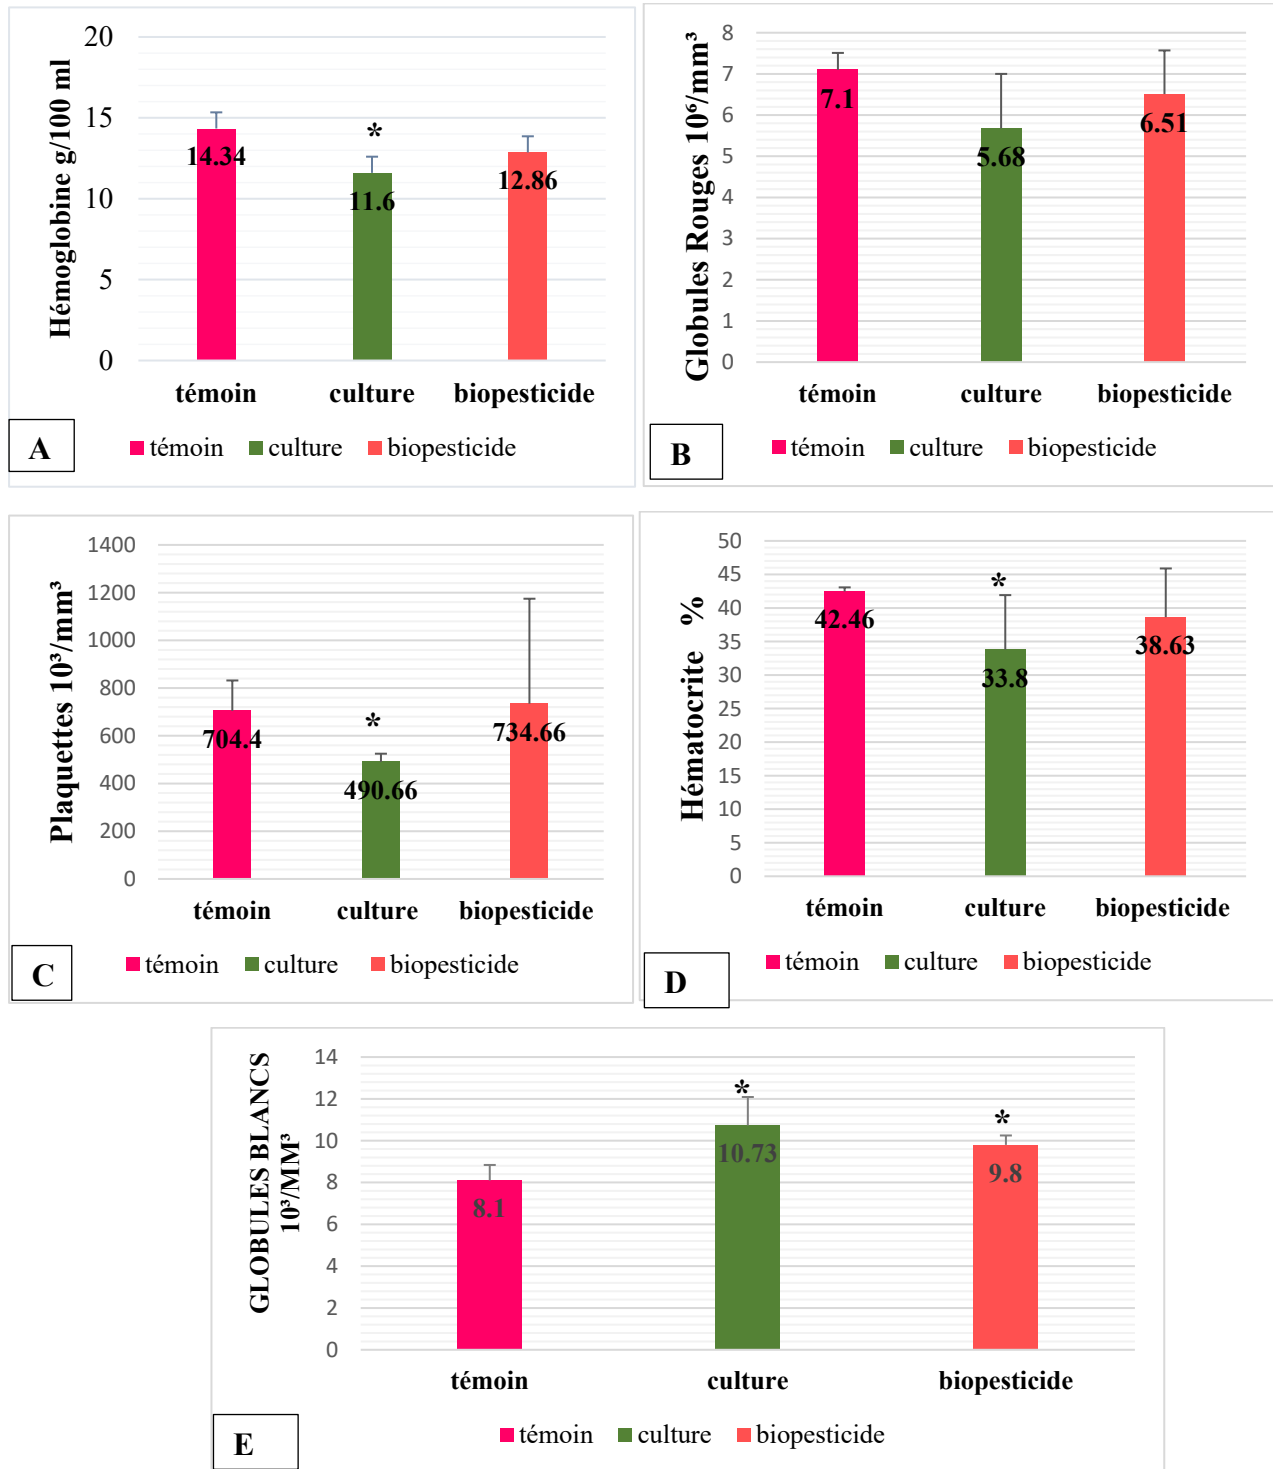 Hémoglobine g/100 ml
20
15
10
5
0
14.34
*
11.6
12.86
témoin culture biopesticide
témoin culture biopesticide
A
Globules Rouges 10⁶/mm³
8
7
6
5
4
3
2
1
0
7.1
5.68
6.51
témoin culture biopesticide
témoin culture biopesticide
B
Plaquettes 10³/mm³
1400
1200
1000
800
600
400
200
0
704.4
*
490.66
734.66
témoin culture biopesticide
témoin culture biopesticide
C
Hématocrite %
50
45
40
35
30
25
20
15
10
5
0
42.46
*
33.8
38.63
témoin culture biopesticide
témoin culture biopesticide
D
GLOBULES BLANCS
10³/MM³
14
12
10
8
6
4
2
0
8.1
*
10.73
*
9.8
témoin culture biopesticide
témoin culture biopesticide
E